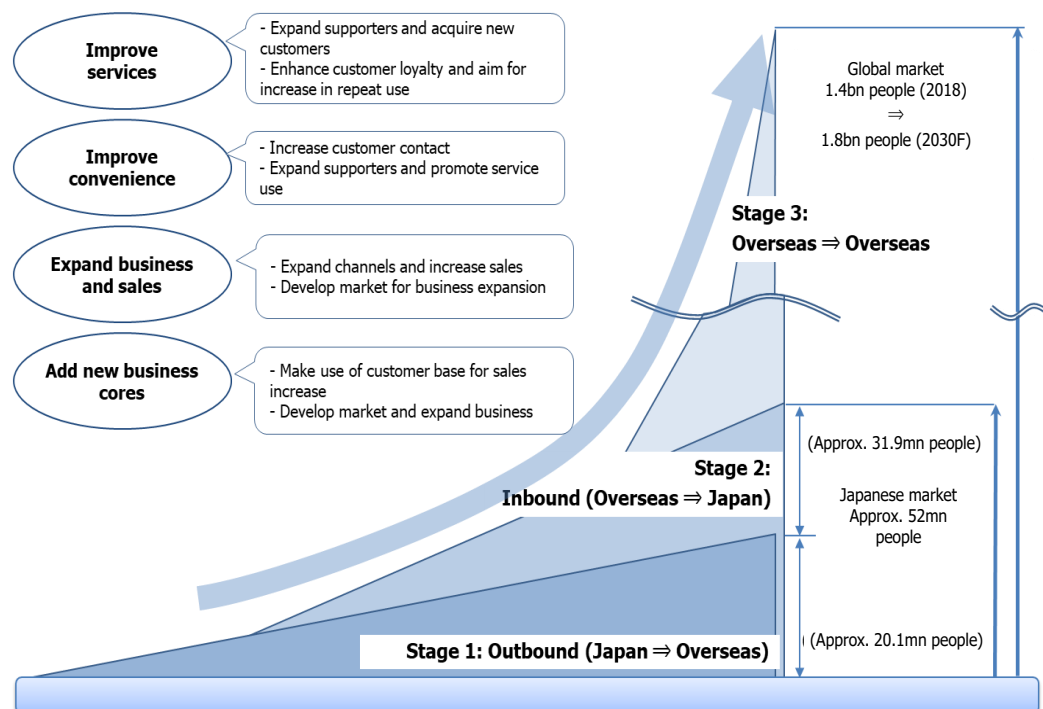 Improve
services
- Expand supporters and acquire new
customers
- Enhance customer loyalty and aim for
increase in repeat use
Improve
convenience
- Increase customer contact
- Expand supporters and promote service
use
Expand business
and sales
- Expand channels and increase sales
- Develop market for business expansion
Add new business
cores
- Make use of customer base for sales
increase
- Develop market and expand business
Global market
1.4bn people (2018)
⇒
1.8bn people (2030F)
Stage 3:
Overseas ⇒ Overseas
(Approx. 31.9mn people)
Stage 2:
Inbound (Overseas ⇒ Japan)
Japanese market
Approx. 52mn
people
Stage 1: Outbound (Japan ⇒ Overseas)
(Approx. 20.1mn people)